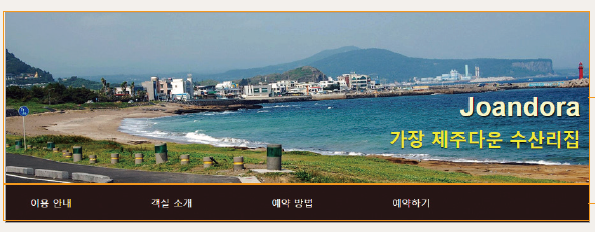 Joandora
가장 제주다운 수산리집
이용 안내
객실 소개
예약 방법
예약하기